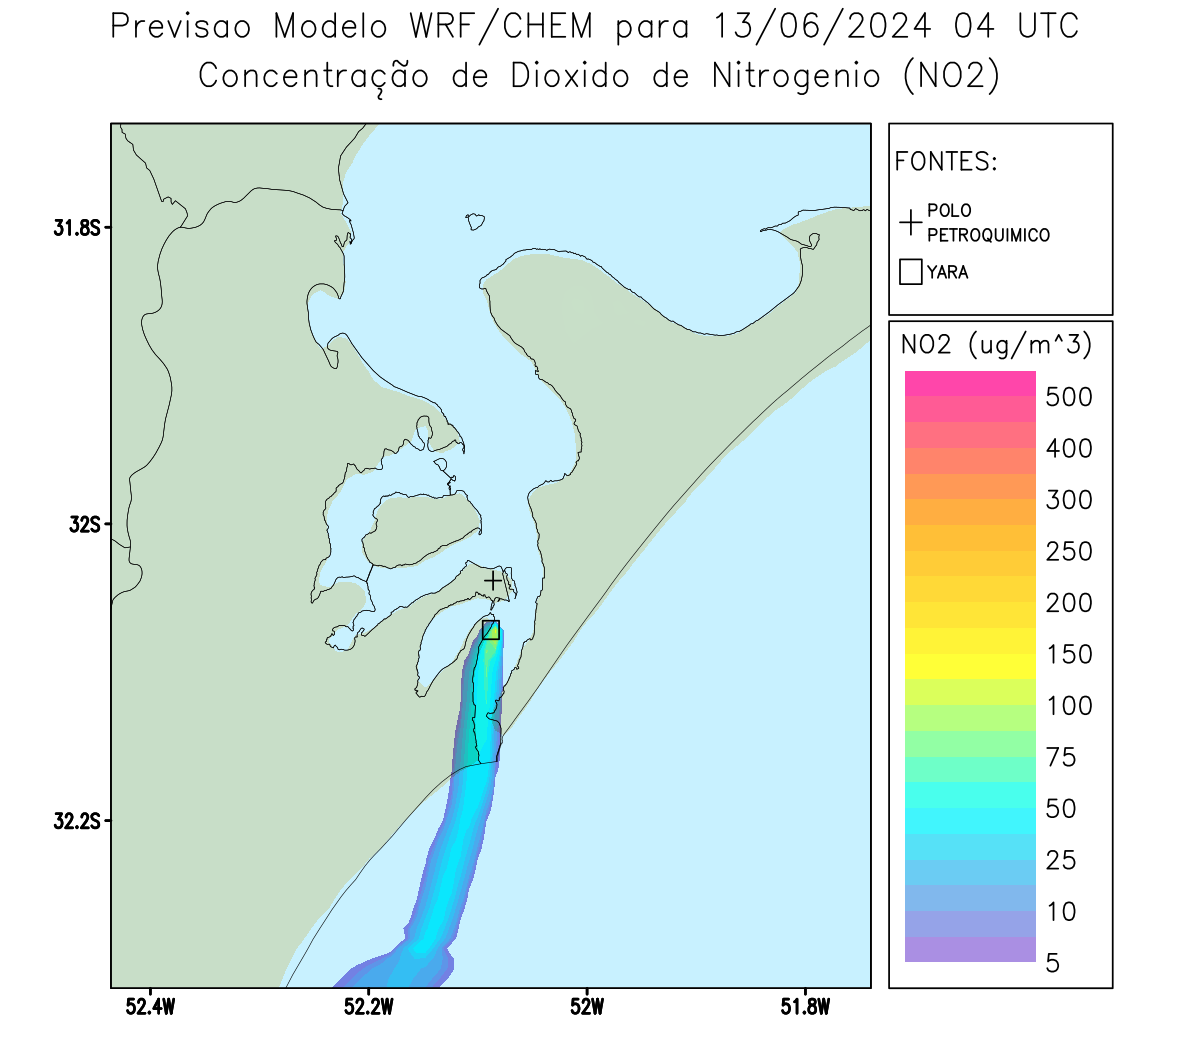 Previsao Modelo WRF/CHEM para 13/06/2024 04 UTC
Concentração de Dioxido de Nitrogenio (NO2)
FONTES:
POLO
PETROQUIMICO
YARA
NO2 (ug/m^3)
500
400
300
250
200
150
100
75
50
25
10
5
31.8S
32S
32.2S
52.4W
52.2W
52W
51.8W